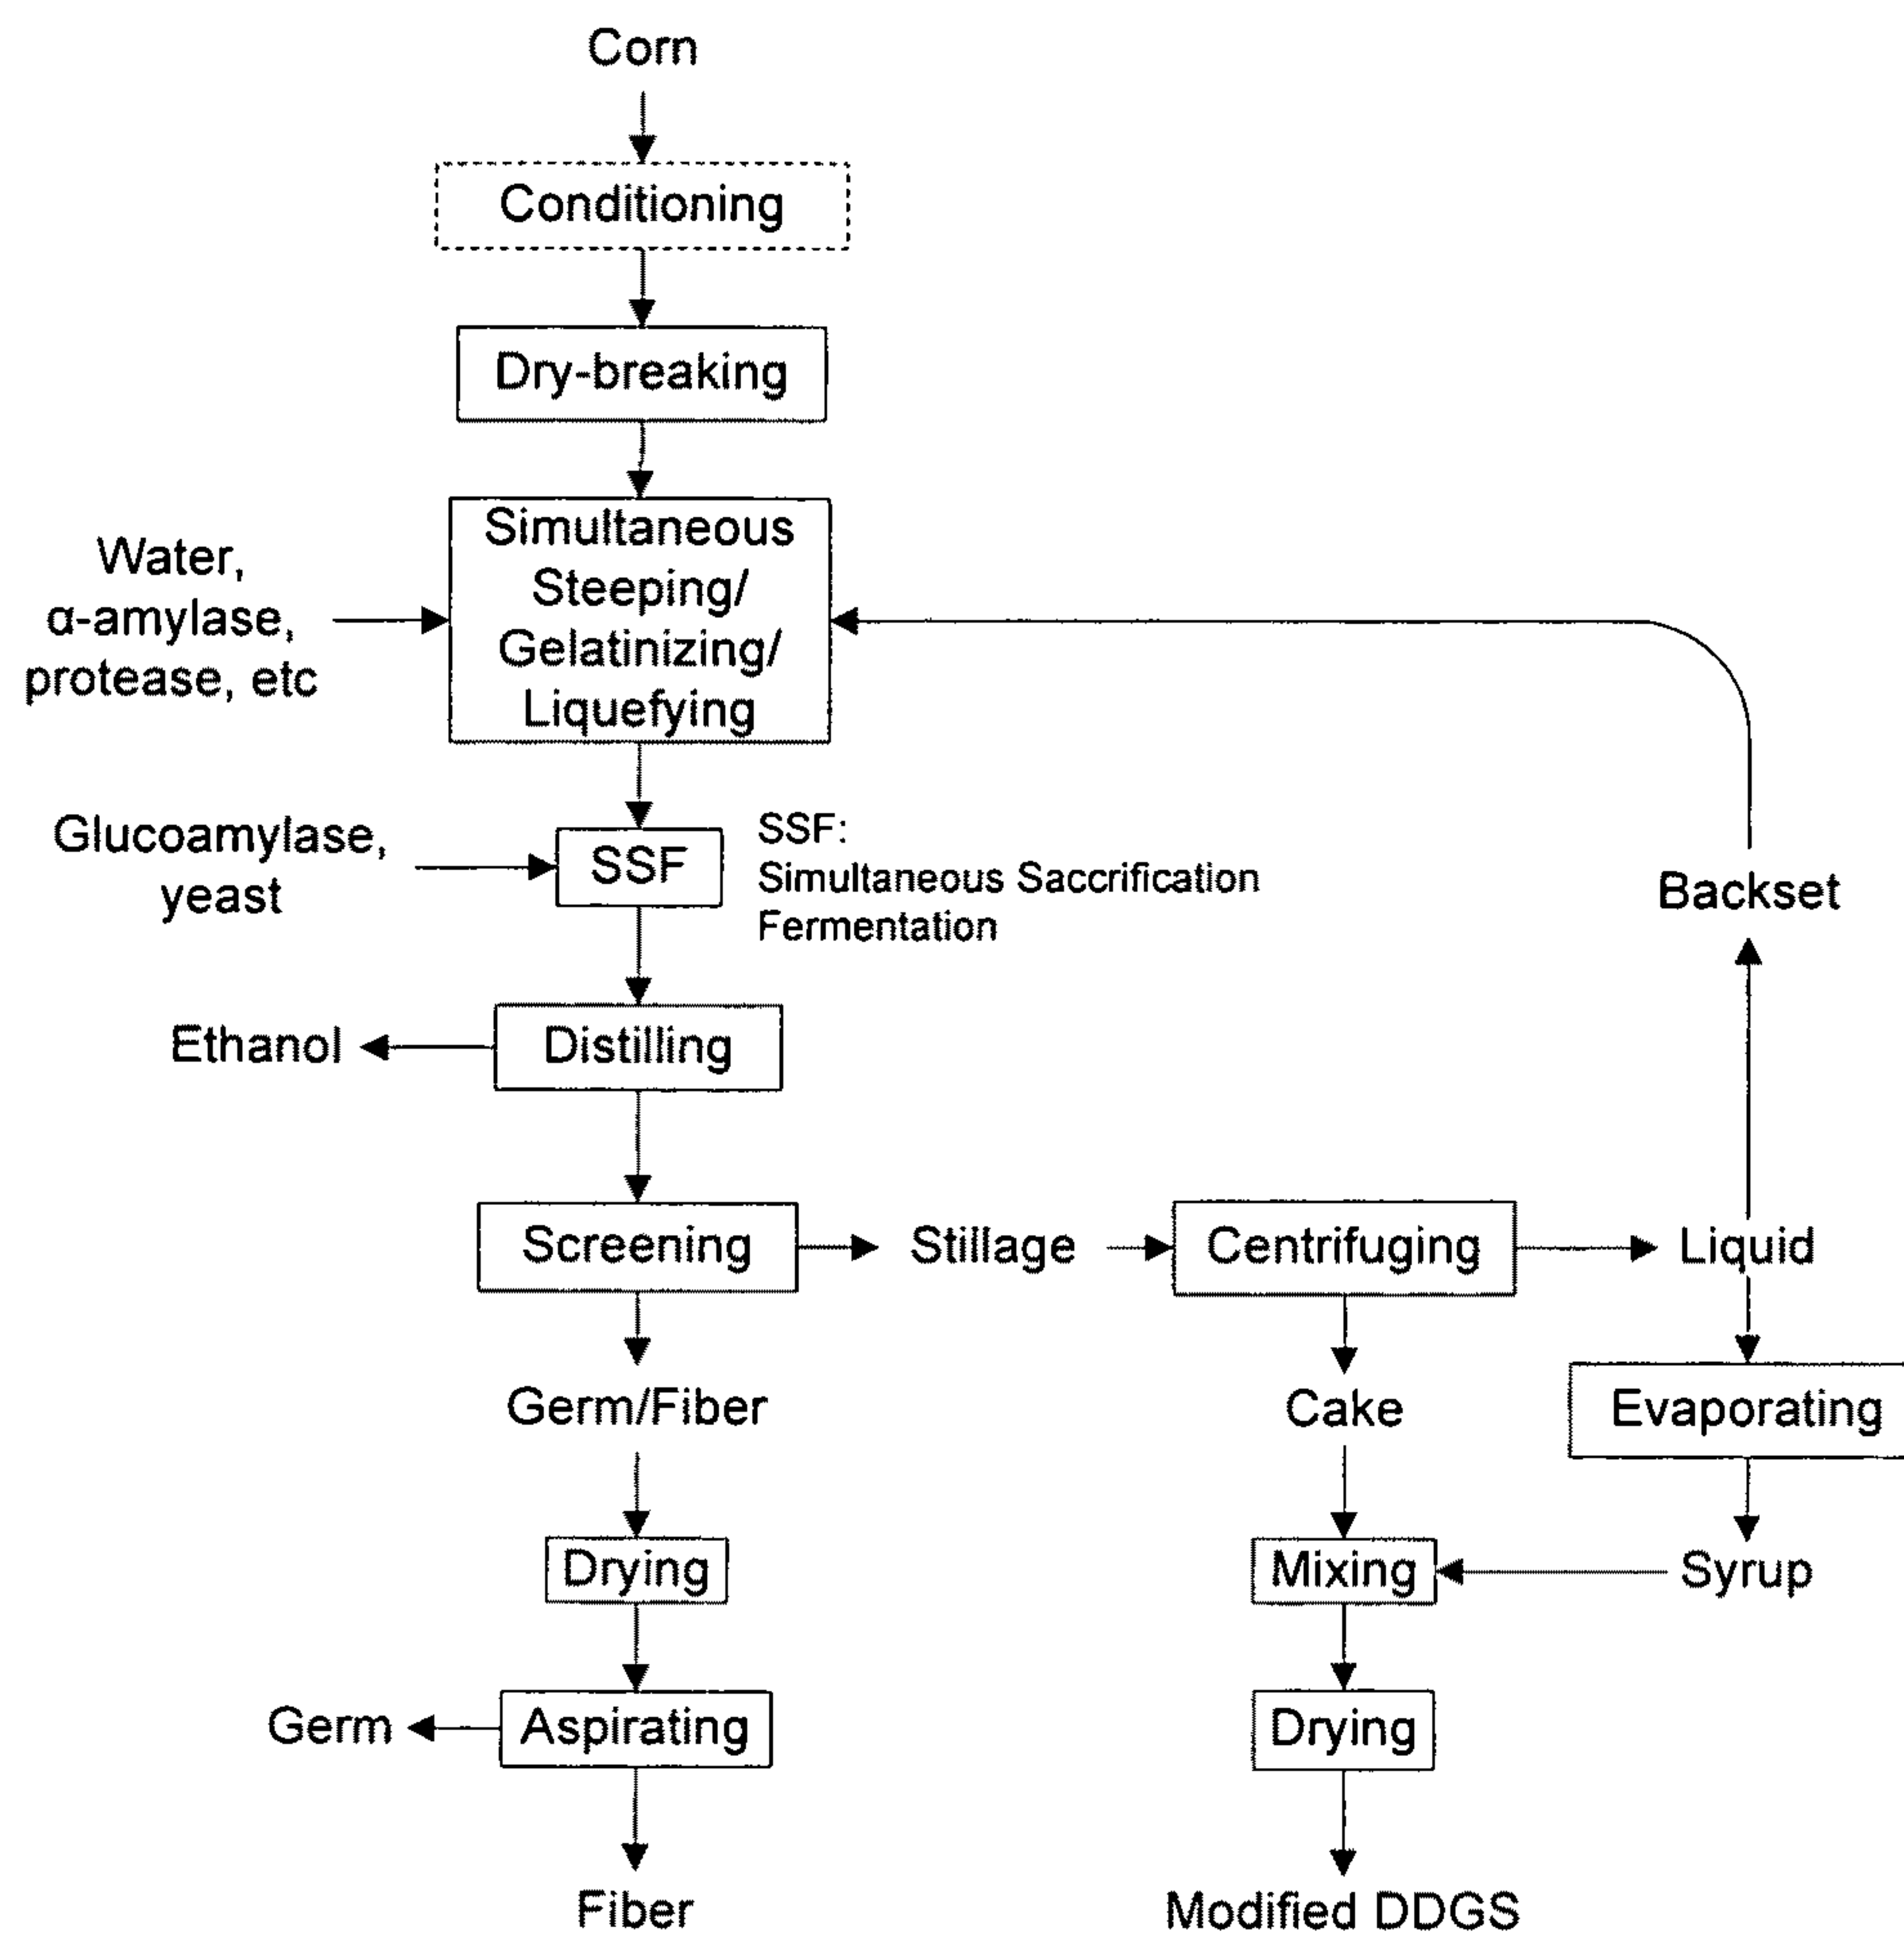 Corn
Conditioning
Dry-breaking
Simultaneous
Steeping/
Gelatinizing/
Liquefying
Water,
α-amylase,
protease, etc
Glucoamylase,
yeast
SSF
SSF:
Simultaneous Saccrification
Fermentation
Backset
Ethanol
Distilling
Screening
Stillage
Centrifuging
Liquid
Germ/Fiber
Cake
Evaporating
Drying
Mixing
Syrup
Germ
Aspirating
Drying
Fiber
Modified DDGS